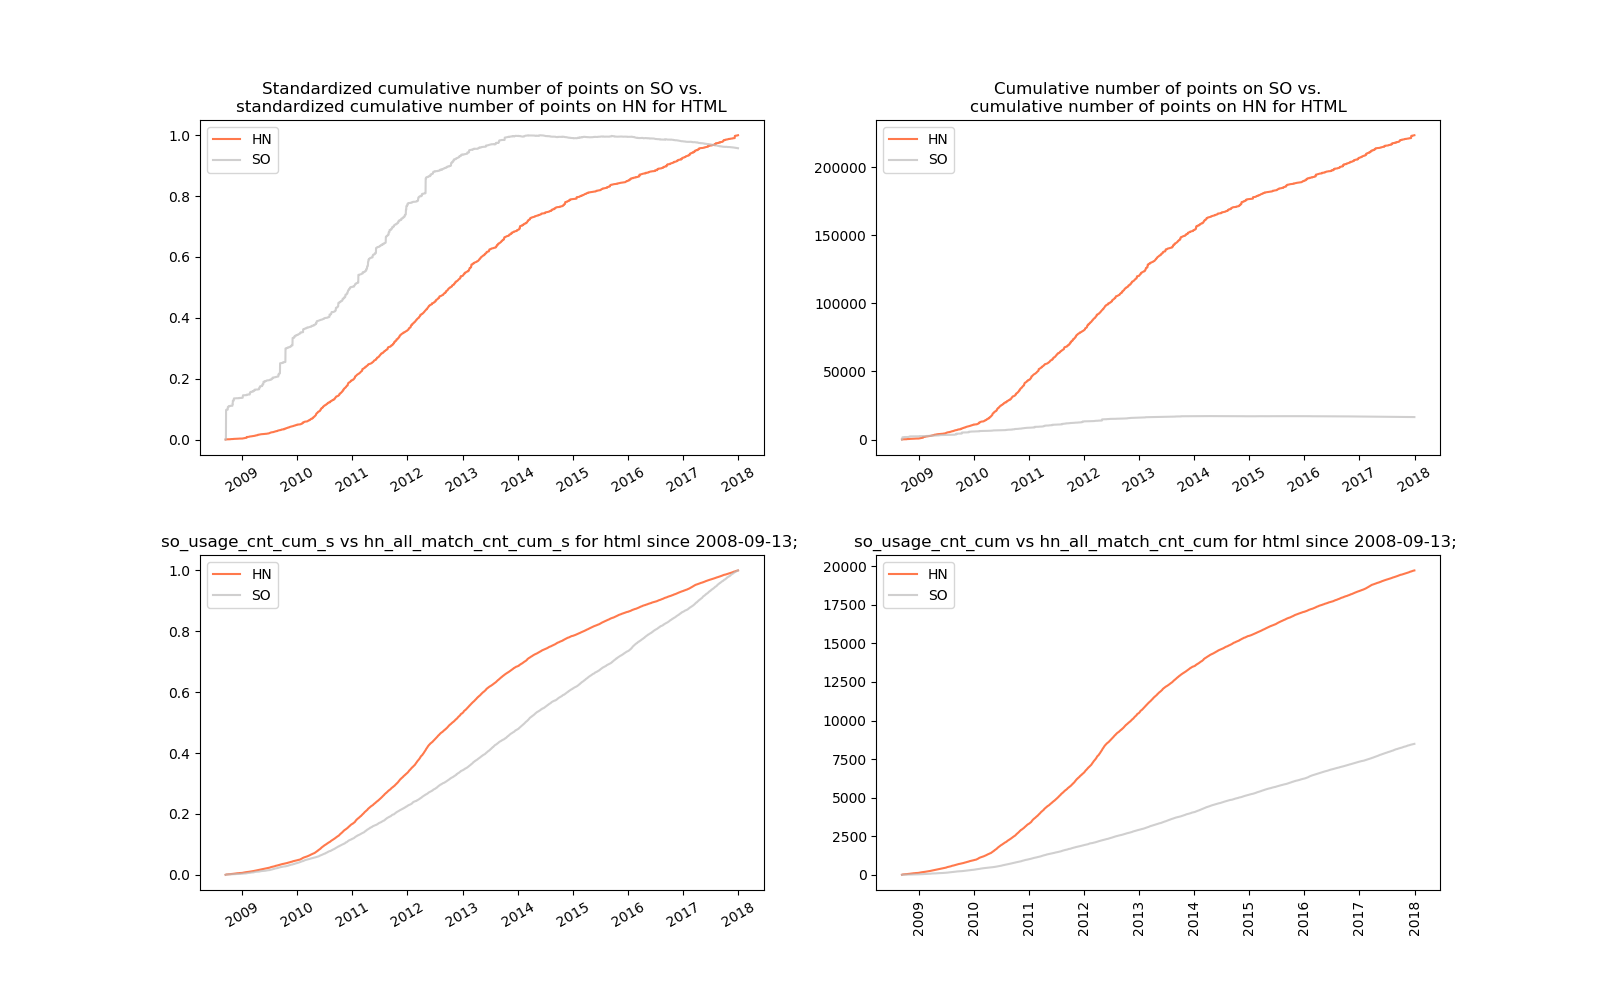 Standardized cumulative number of points on SO vs.
standardized cumulative number of points on HN for HTML
HN
SO
1.0
0.8
0.6
0.4
0.2
0.0
2009 2010 2011 2012 2013 2014 2015 2016 2017 2018
Cumulative number of points on SO vs.
cumulative number of points on HN for HTML
HN
SO
200000
150000
100000
50000
0
2009 2010 2011 2012 2013 2014 2015 2016 2017 2018
so_usage_cnt_cum_s vs hn_all_match_cnt_cum_s for html since 2008-09-13;
HN
SO
1.0
0.8
0.6
0.4
0.2
0.0
2009 2010 2011 2012 2013 2014 2015 2016 2017 2018
so_usage_cnt_cum vs hn_all_match_cnt_cum for html since 2008-09-13;
HN
SO
20000
17500
15000
12500
10000
7500
5000
2500
0
2009 2010 2011 2012 2013 2014 2015 2016 2017 2018